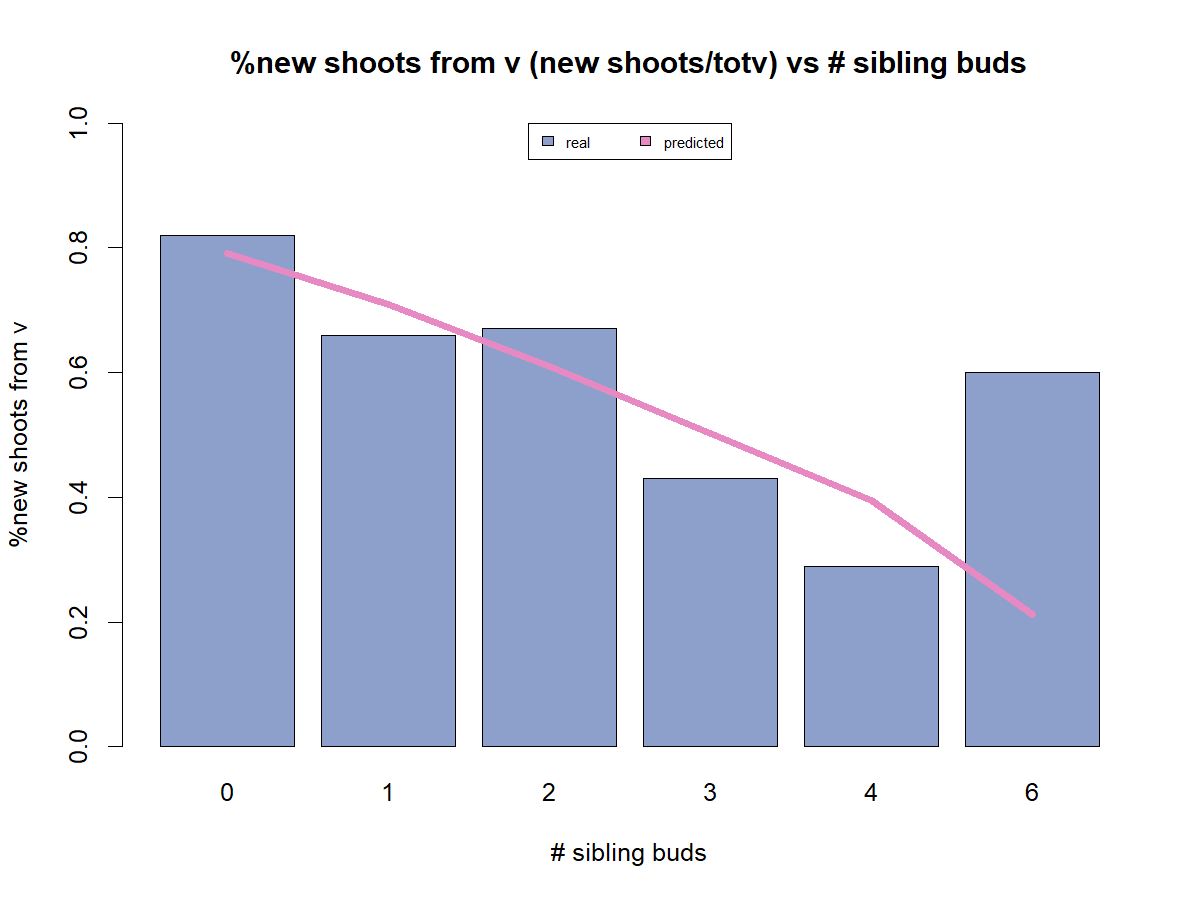 %new shoots from v (new shoots/totv) vs # sibling buds
real
predicted
%new shoots from v
1.0
0.8
0.6
0.4
0.2
0.0
0 1 2 3 4 6
# sibling buds